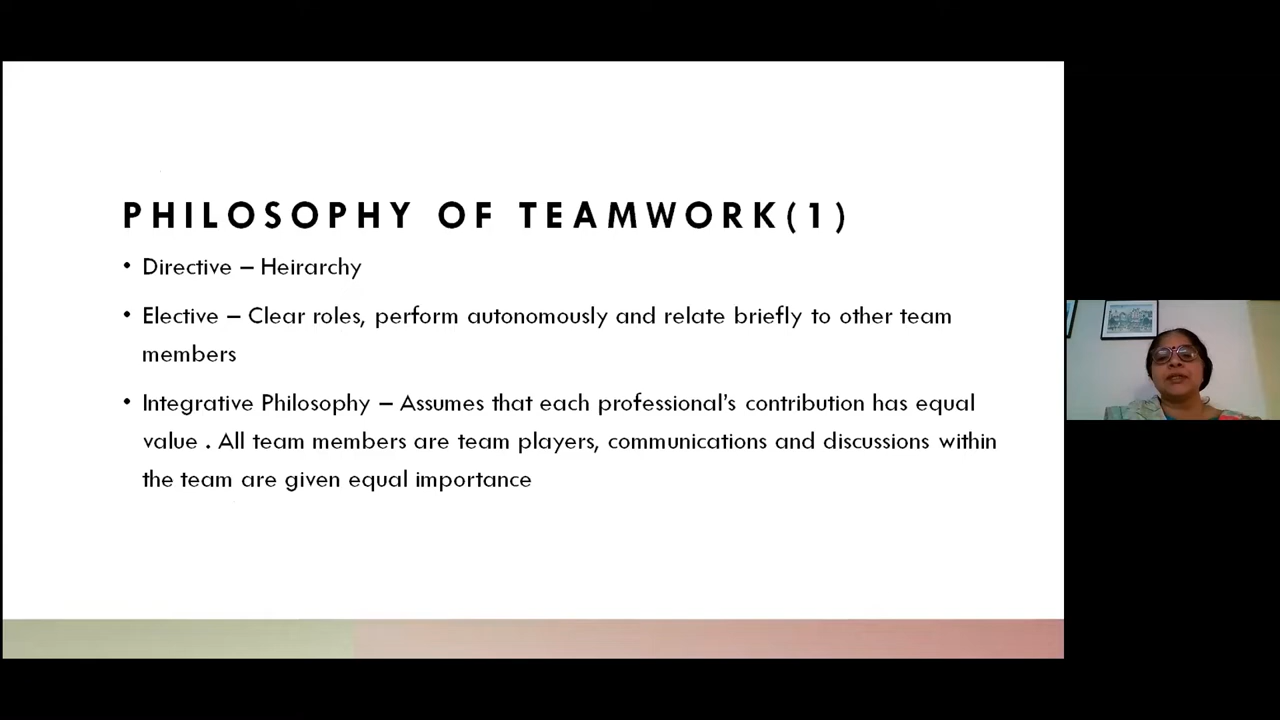 PHILOSOPHY OF TEAMWORK(1)
• Directive – Heirarchy
• Elective – Clear roles, perform autonomously and relate briefly to other team
members
• Integrative Philosophy – Assumes that each professional’s contribution has equal
value . All team members are team players, communications and discussions within
the team are given equal importance